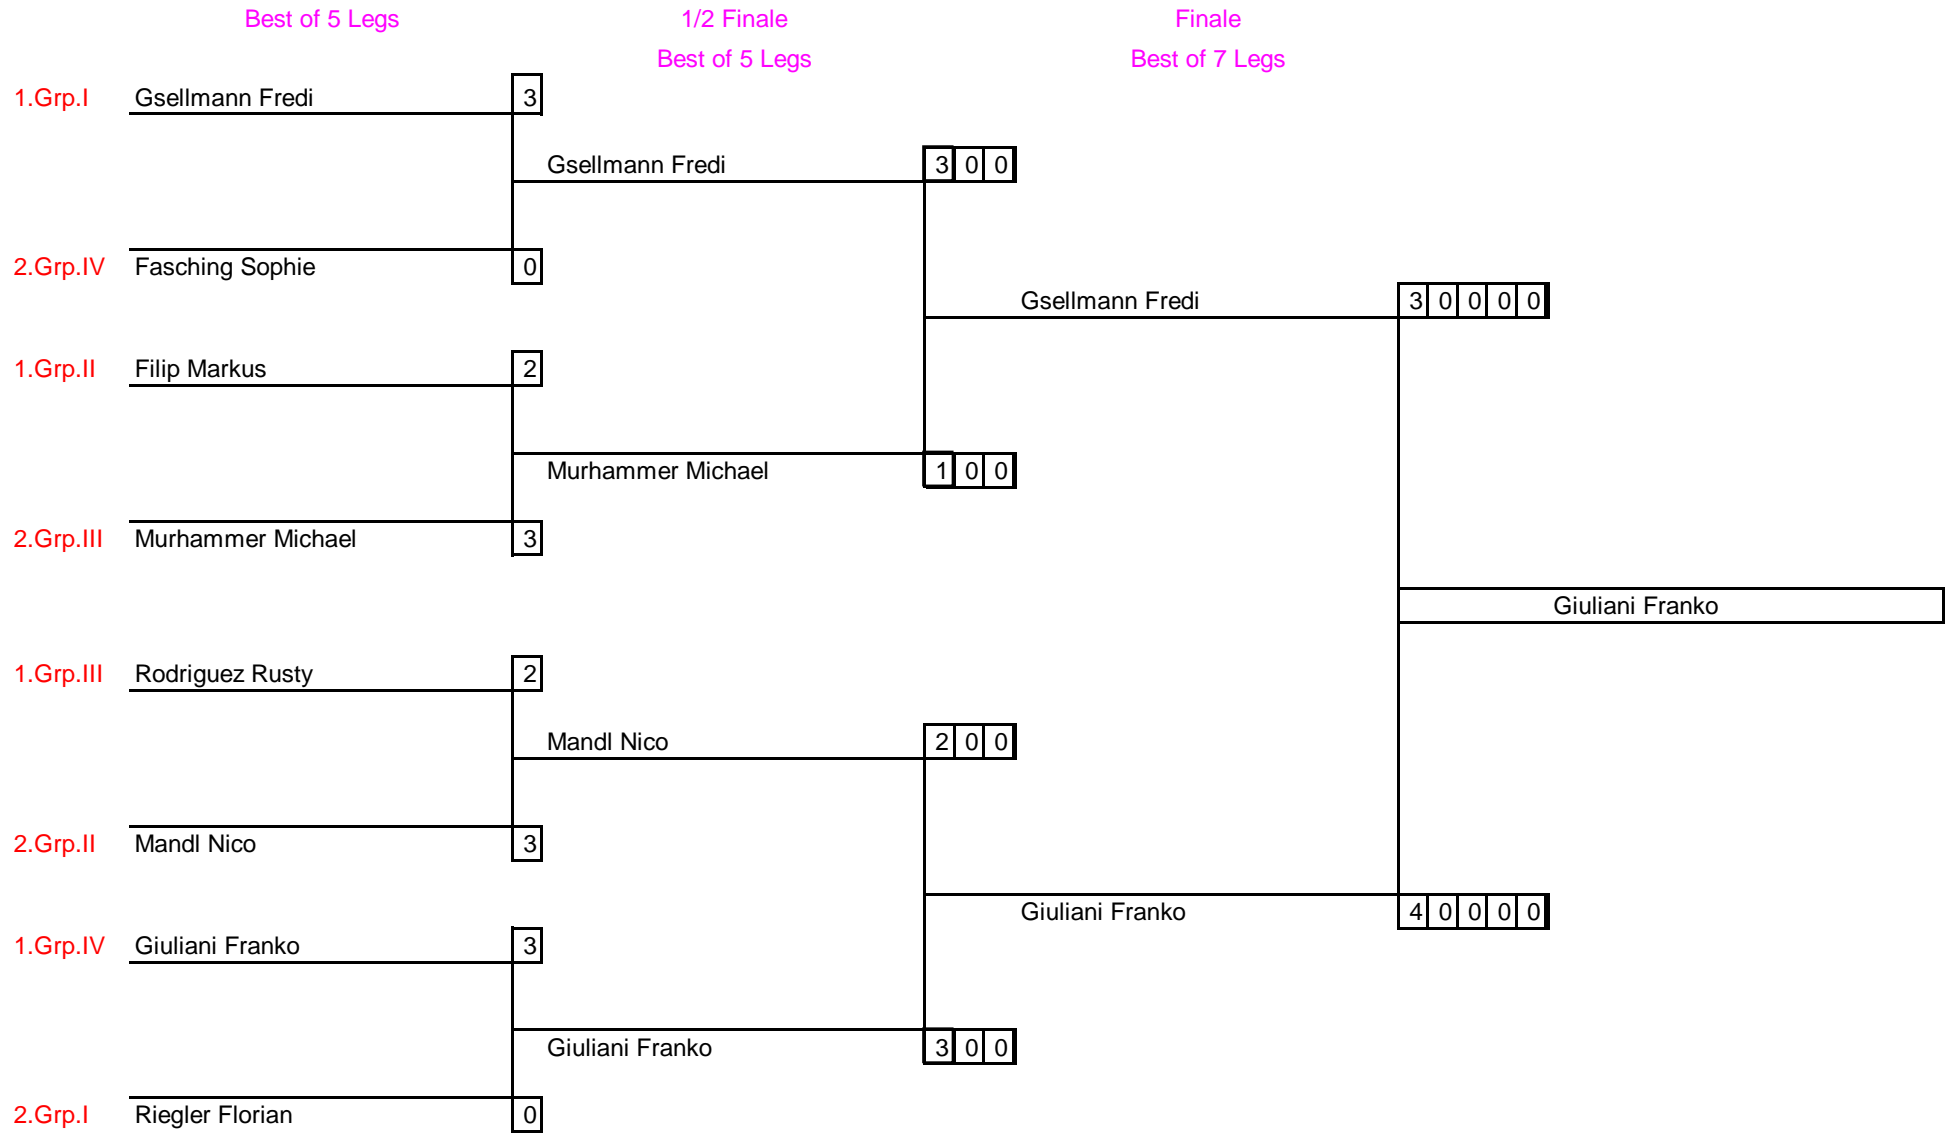 Best of 5 Legs 1/2 Finale Finale
Best of 5 Legs Best of 7 Legs
1.Grp.I Gsellmann Fredi 3
Gsellmann Fredi 3 0 0
2.Grp.IV Fasching Sophie 0
Gsellmann Fredi 3 0 0 0 0
1.Grp.II Filip Markus 2
Murhammer Michael 1 0 0
2.Grp.III Murhammer Michael 3
Giuliani Franko
1.Grp.III Rodriguez Rusty 2
Mandl Nico 2 0 0
2.Grp.II Mandl Nico 3
Giuliani Franko 4 0 0 0 0
1.Grp.IV Giuliani Franko 3
Giuliani Franko 3 0 0
2.Grp.I Riegler Florian 0